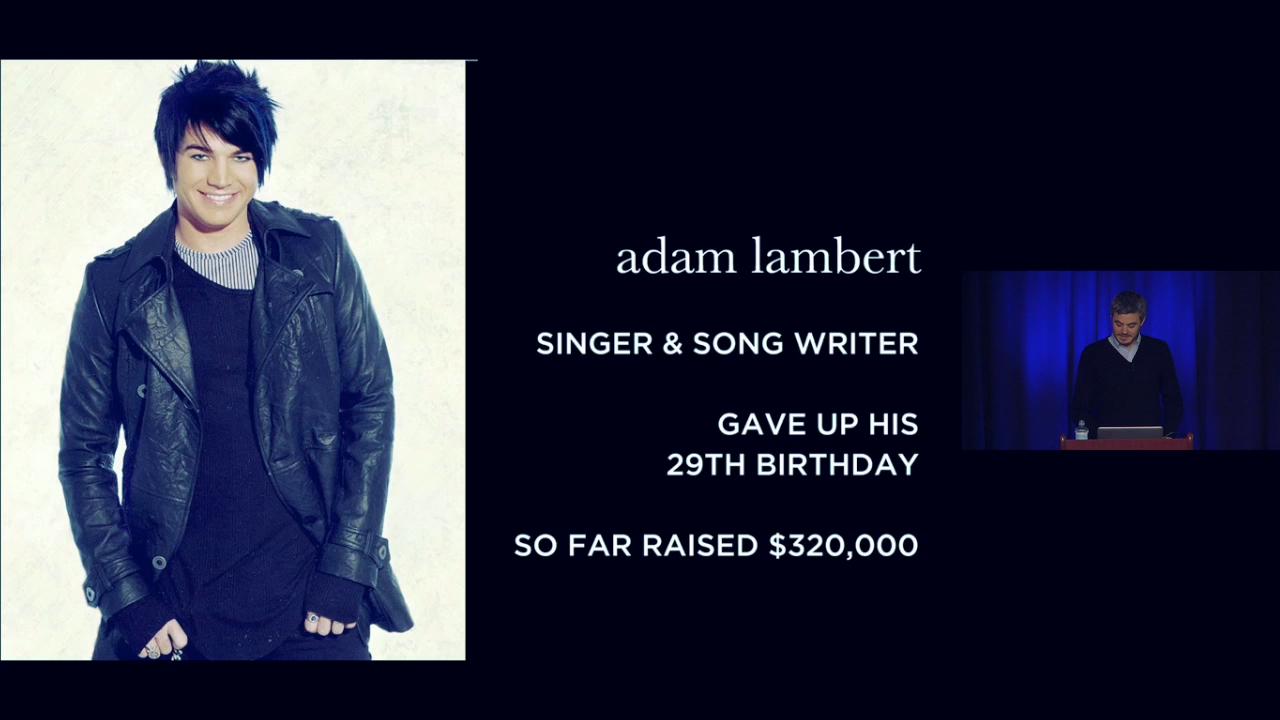 adam lambert
SINGER & SONG WRITER
GAVE UP HIS
29TH BIRTHDAY
SO FAR RAISED $320,000